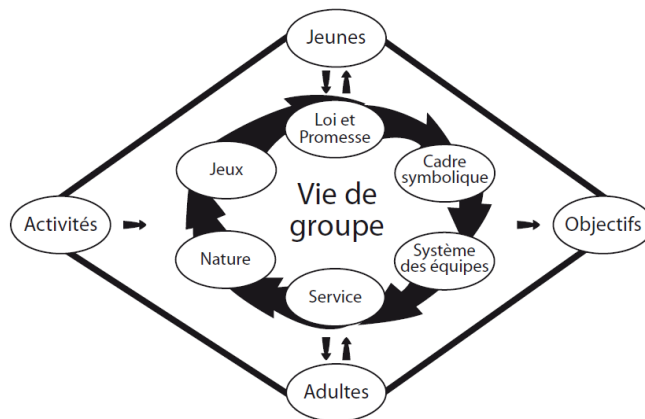 Jeunes
Loi et
Promesse
Jeux
Cadre
symbolique
Vie de
groupe
Activités
Objectifs
Nature
Système
des équipes
Service
Adultes